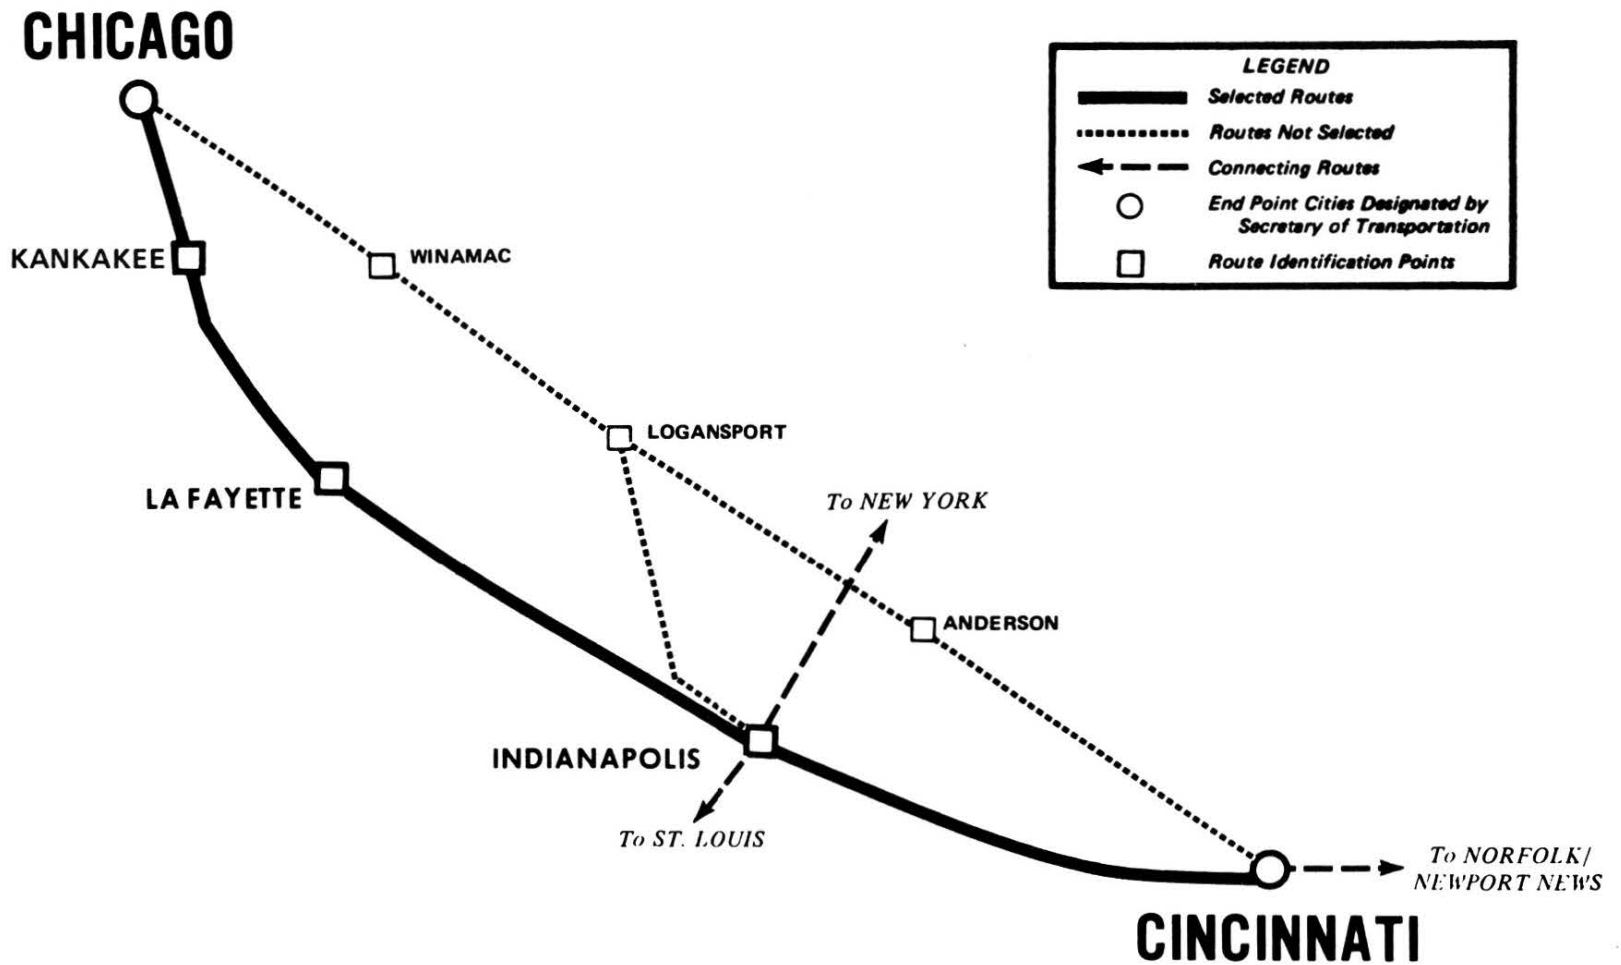 CHICAGO
LEGEND
Selected Routes
Routes Not Selected
Connecting Routes
End Point Cities Designated by
Secretary of Transportation
Route Identification Points
KANKAKEE
WINAMAC
LOGANSPORT
LA FAYETTE
To NEW YORK
ANDERSON
INDIANAPOLIS
To ST. LOUIS
To NORFOLK/
NEWPORT NEWS
CINCINNATI